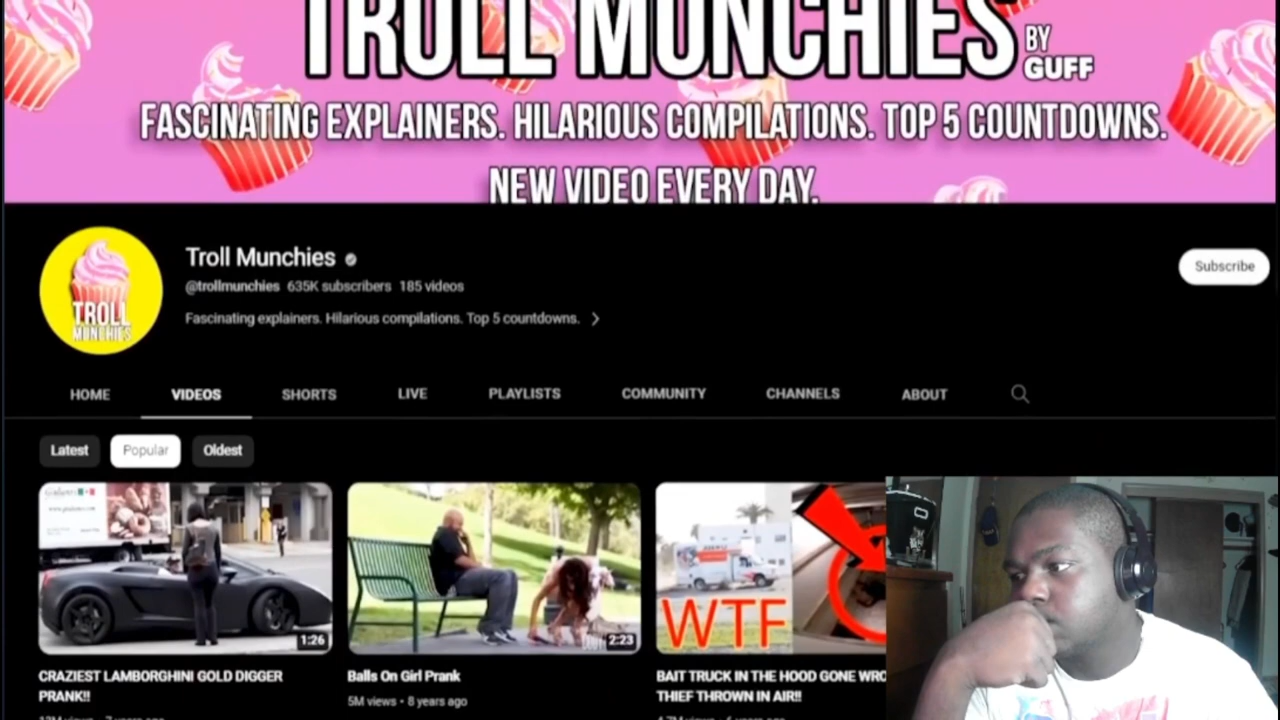 TROLL MUNCHIES BY GUFF
FASCINATING EXPLAINERS. HILARIOUS COMPILATIONS. TOP 5 COUNTDOWNS.
NEW VIDEO EVERY DAY.
TROLL
MUNCHIES
Troll Munchies
@trollmunchies 635K subscribers 185 videos
Fascinating explainers. Hilarious compilations. Top 5 countdowns.
Subscribe
HOME VIDEOS SHORTS LIVE PLAYLISTS COMMUNITY CHANNELS ABOUT
Latest Popular Oldest
1:26
2:23
WTF
CRAZIEST LAMBORGHINI GOLD DIGGER
PRANK!!
Balls On Girl Prank
5M views • 8 years ago
BAIT TRUCK IN THE HOOD GONE
THIEF THROWN IN AIR!!